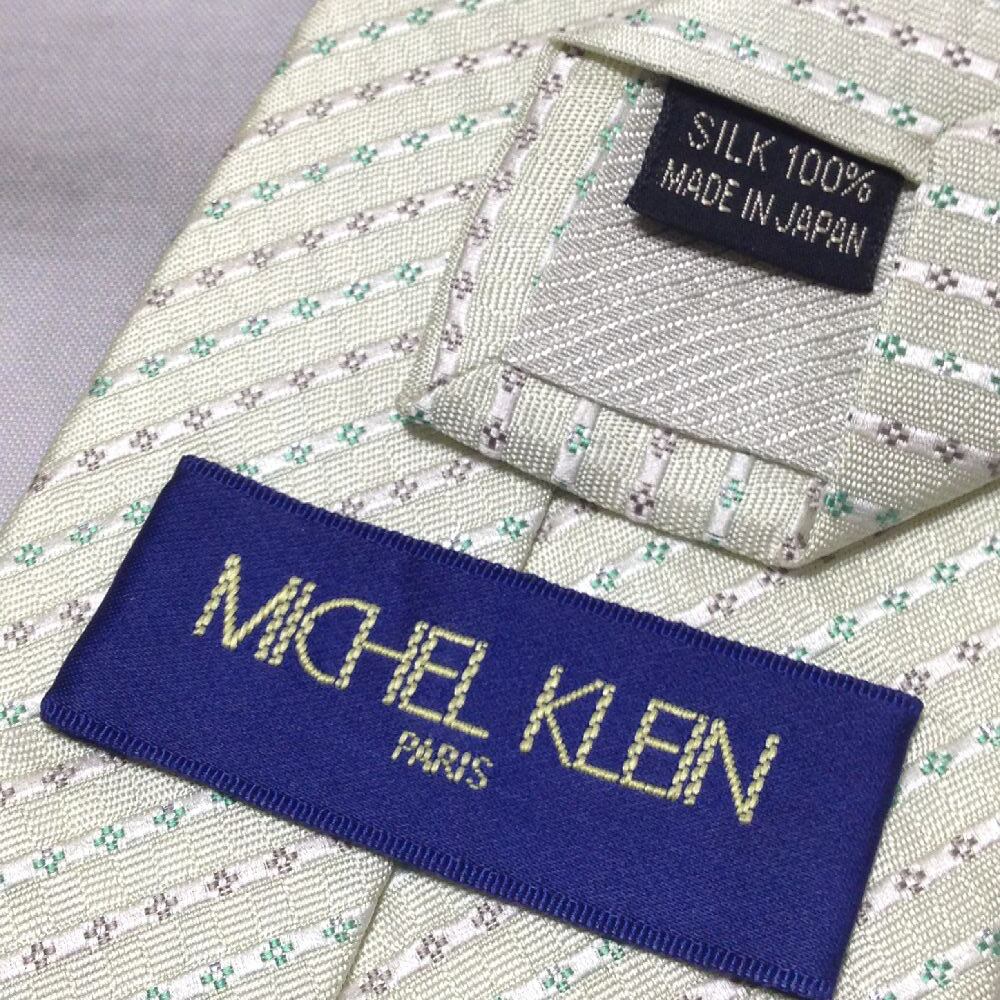 SILK 100%
MADE IN JAPAN
MICHEL KLEIN
PARIS